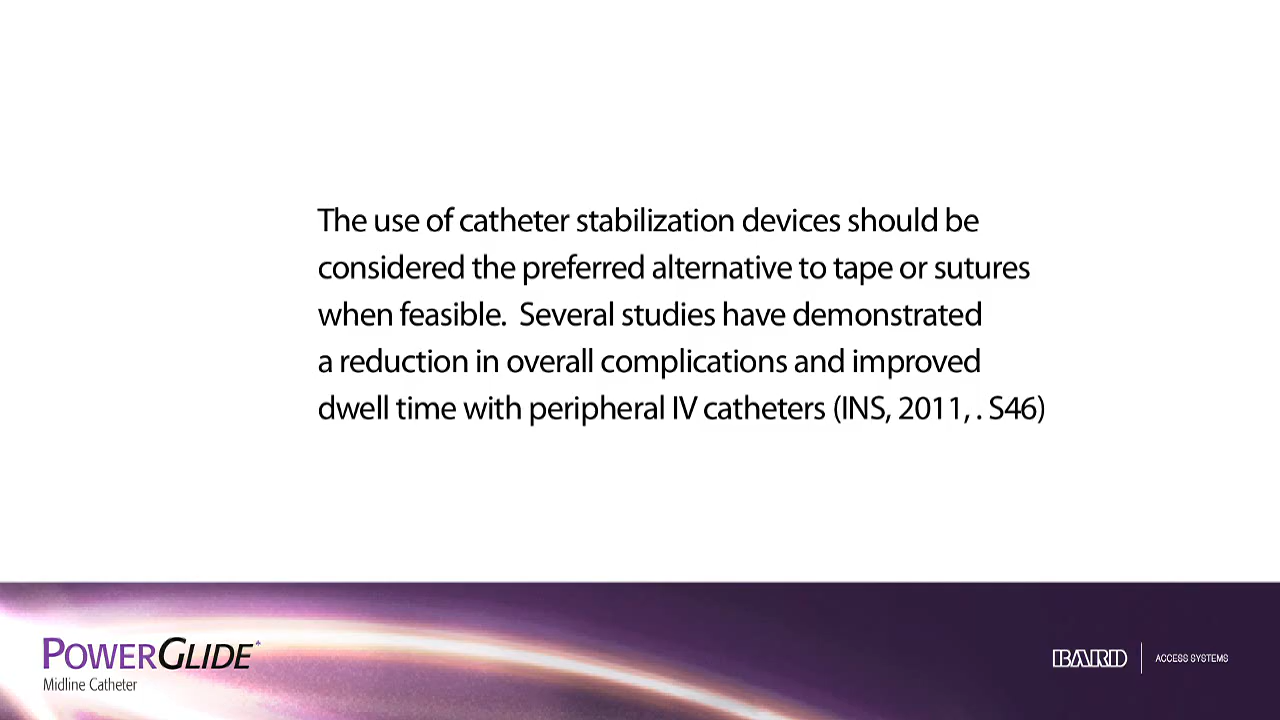 The use of catheter stabilization devices should be
considered the preferred alternative to tape or sutures
when feasible.  Several studies have demonstrated
a reduction in overall complications and improved
dwell time with peripheral IV catheters (INS, 2011, . S46)
POWERGLIDE*
Midline Catheter
BARD | ACCESS SYSTEMS